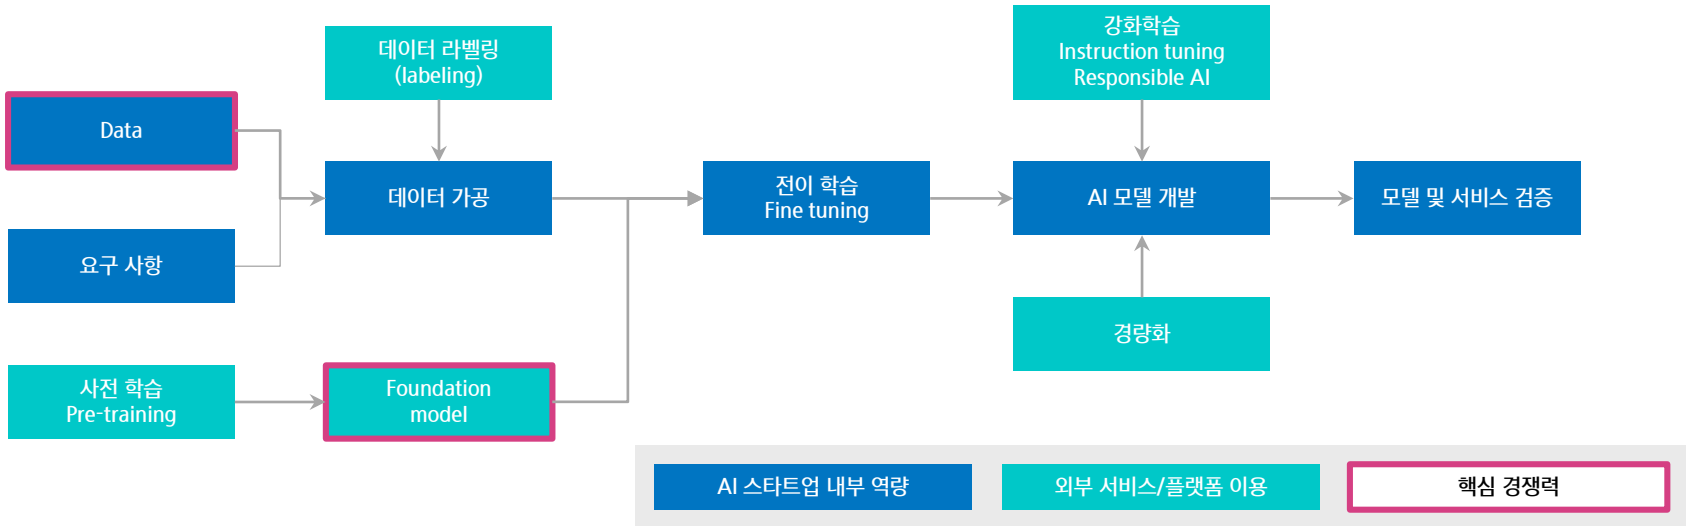 데이터 라벨링
(labeling)
강화학습
Instruction tuning
Responsible AI
Data
데이터 가공
전이 학습
Fine tuning
AI 모델 개발
모델 및 서비스 검증
요구 사항
경량화
사전 학습
Pre-training
Foundation
model
AI 스타트업 내부 역량
외부 서비스/플랫폼 이용
핵심 경쟁력